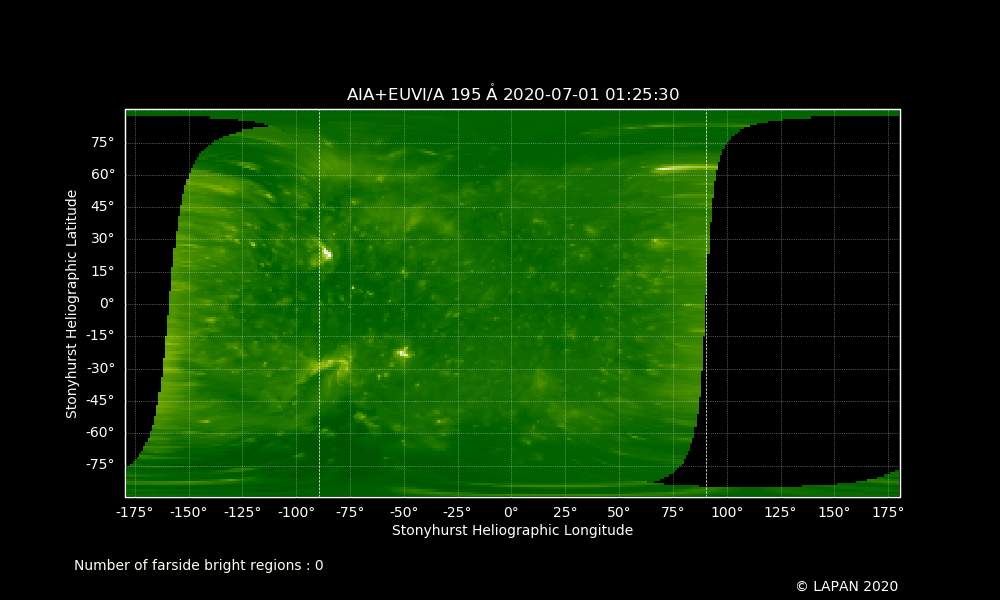 AIA+EUVI/A 195 Å 2020-07-01 01:25:30
Stonyhurst Heliographic Latitude
75°
60°
45°
30°
15°
0°
-15°
-30°
-45°
-60°
-75°
-175° -150° -125° -100° -75° -50° -25° 0° 25° 50° 75° 100° 125° 150° 175°
Stonyhurst Heliographic Longitude
Number of farside bright regions : 0
© LAPAN 2020